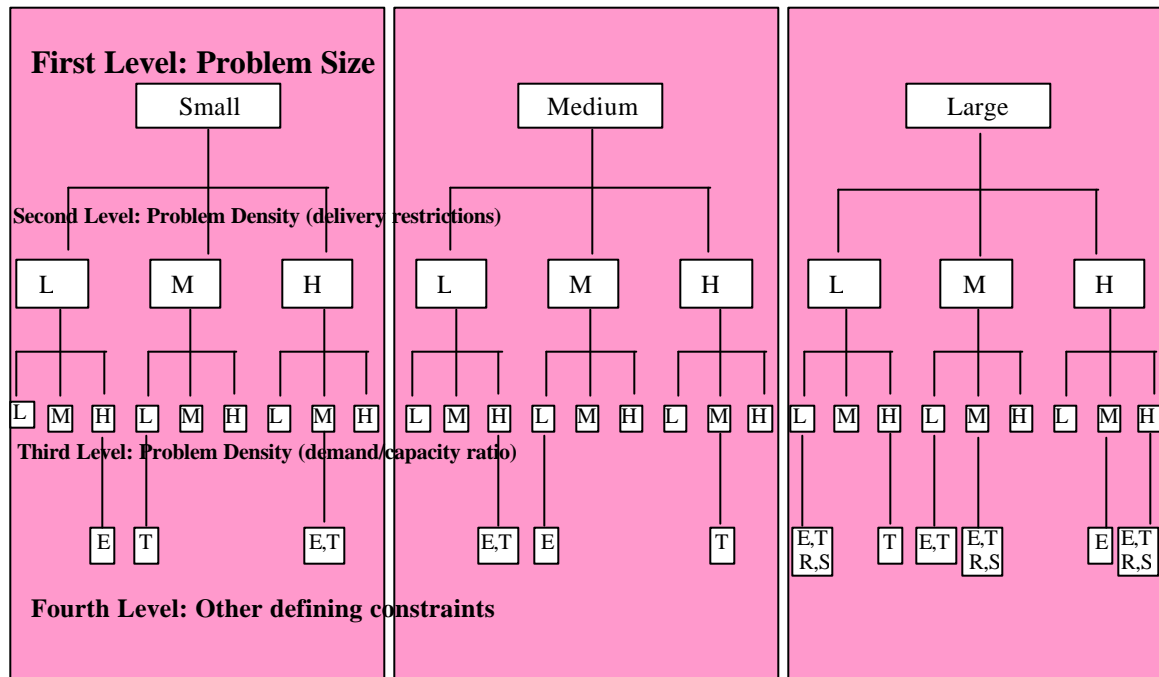 First Level: Problem Size
Small Medium Large
Second Level: Problem Density (delivery restrictions)
L M H L M H L M H
L M H L M H L M H L M H L M H L M H L M H L M H L M H
Third Level: Problem Density (demand/capacity ratio)
E T E,T E,T E T E,T T E,T E,T E E,T
R,S R,S R,S
Fourth Level: Other defining constraints